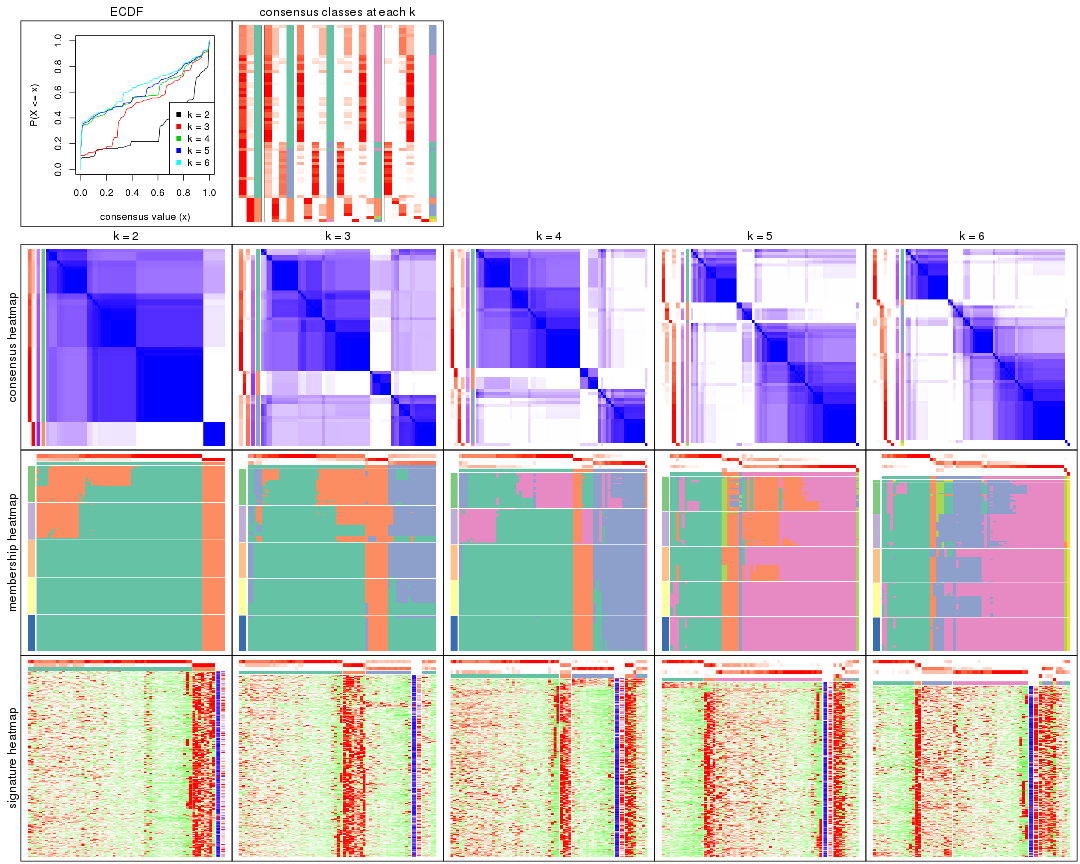 ECDF
consensus classes at each k
P(X <= x)
0.0 0.2 0.4 0.6 0.8 1.0
k = 2
k = 3
k = 4
k = 5
k = 6
0.0 0.2 0.4 0.6 0.8 1.0
consensus value (x)
k = 2
k = 3
k = 4
k = 5
k = 6
consensus heatmap
membership heatmap
signature heatmap